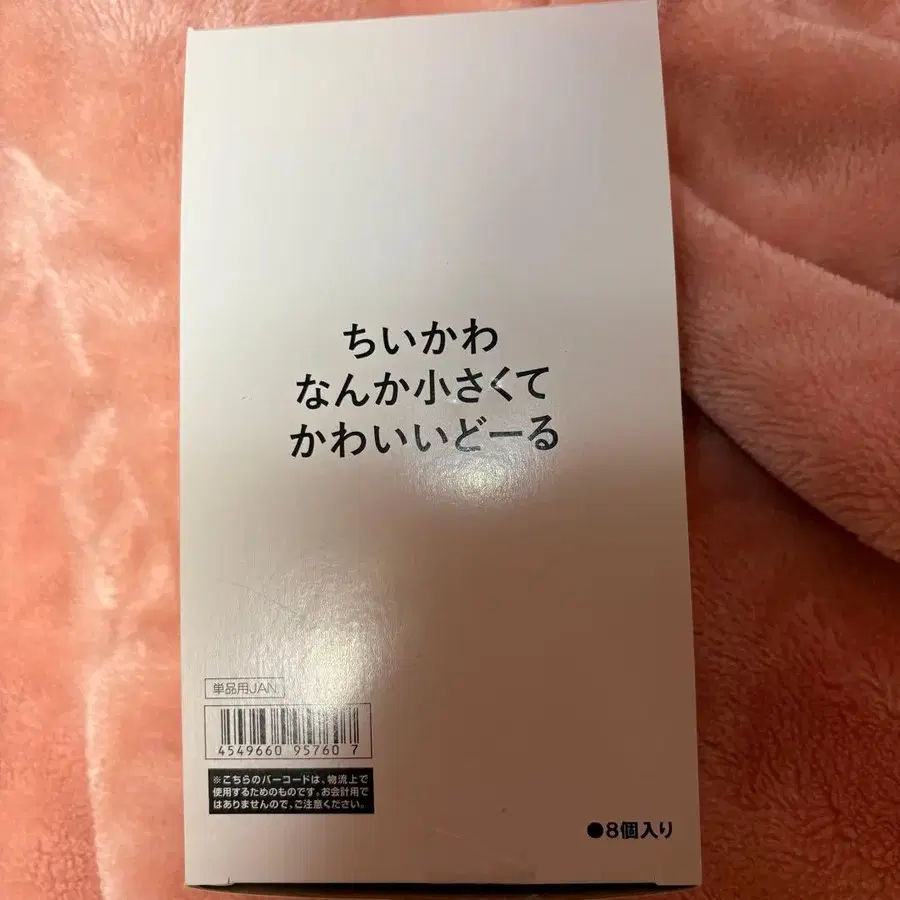 ちいかわ
なんか小さくて
かわいいどーる
単品用JAN
4549660 95760 7
※こちらのバーコードは、物流上で
使用するためのものです。お会計用で
はありませんので、ご注意ください。
●8個入り